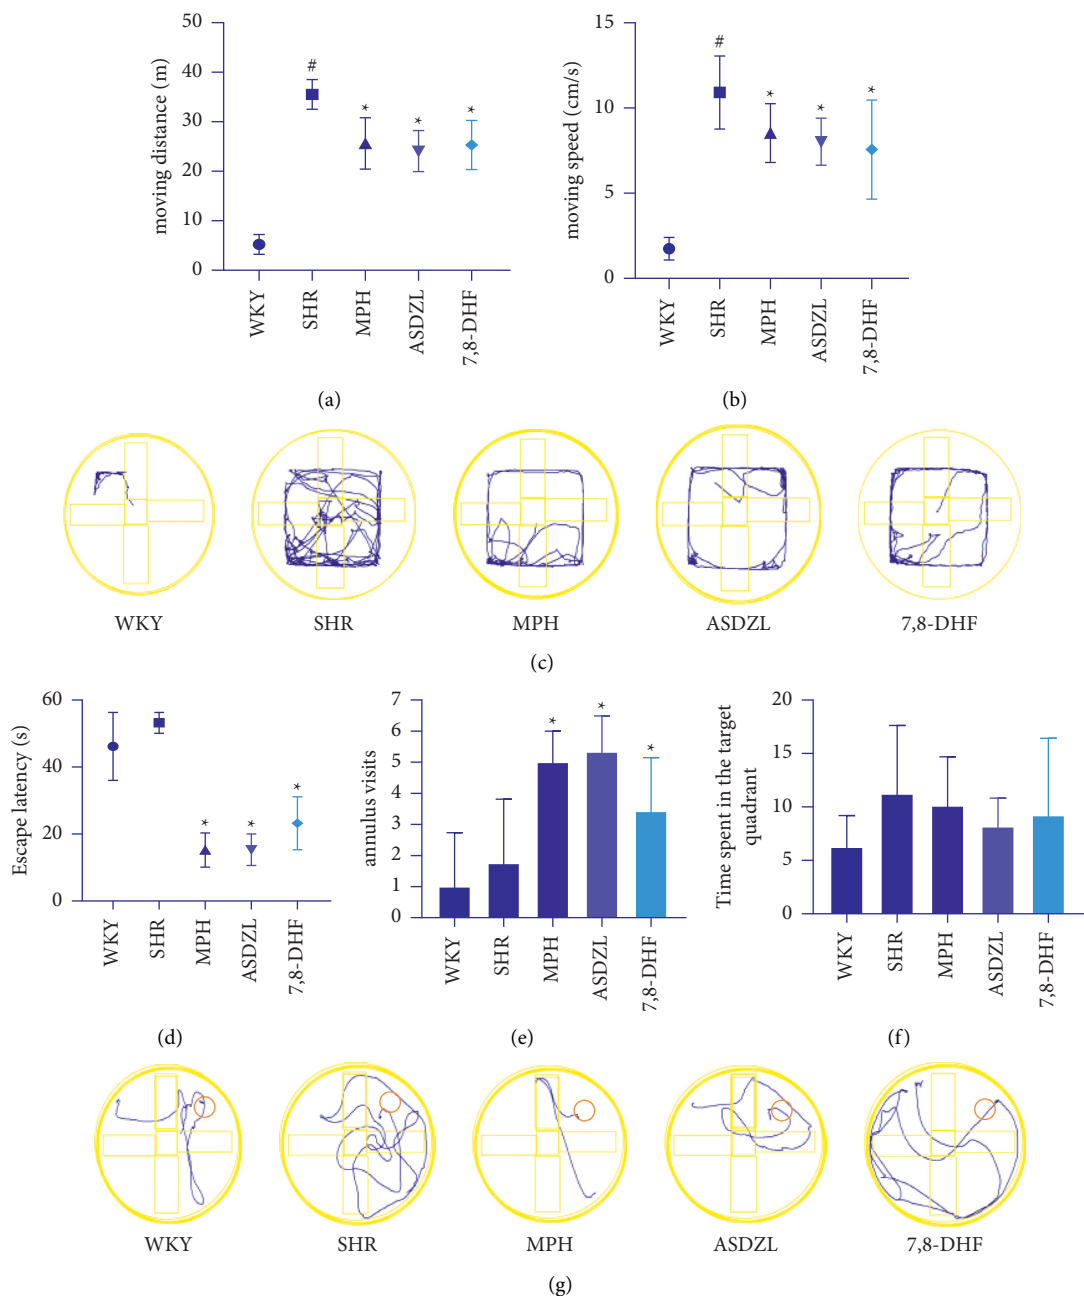 50
40
30
20
10
0
moving distance (m)
#
*
*
*
WKY
SHR
MPH
ASDZL
7,8-DHF
(a)
15
10
5
0
moving speed (cm/s)
#
*
*
*
WKY
SHR
MPH
ASDZL
7,8-DHF
(b)
WKY
SHR
MPH
ASDZL
7,8-DHF
(c)
60
40
20
0
Escape latency (s)
*
*
*
WKY
SHR
MPH
ASDZL
7,8-DHF
(d)
7
6
5
4
3
2
1
0
annulus visits
*
*
*
WKY
SHR
MPH
ASDZL
7,8-DHF
(e)
20
15
10
5
0
Time spent in the target
quadrant
WKY
SHR
MPH
ASDZL
7,8-DHF
(f)
WKY
SHR
MPH
ASDZL
7,8-DHF
(g)